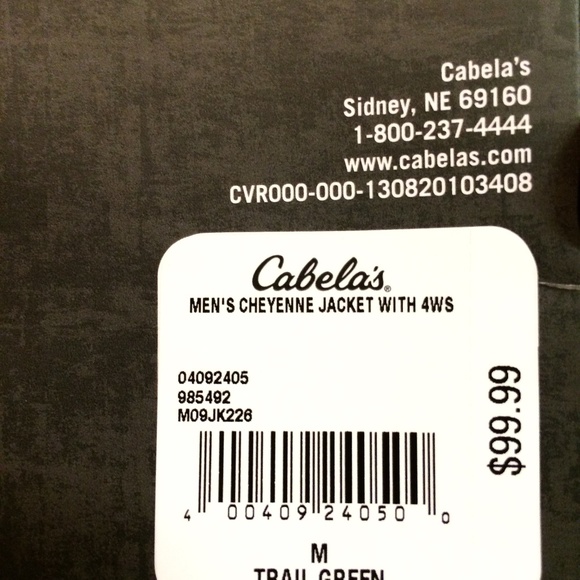 Cabela's
Sidney, NE 69160
1-800-237-4444
www.cabelas.com
CVR000-000-130820103408
Cabela's®
MEN'S CHEYENNE JACKET WITH 4WS
04092405
985492
M09JK226
$99.99
4 00409 24050 0
M
TRAIL GREEN